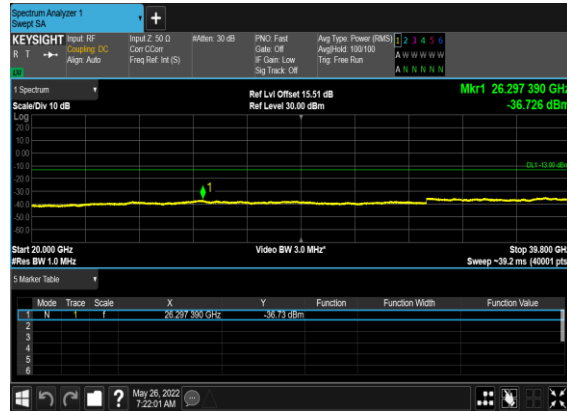 Spectrum Analyzer 1
Swept SA
+
KEYSIGHT Input: RF Input Z: 50 Ω #Atten: 30 dB PNO: Fast Avg Type: Power (RMS) 1 2 3 4 5 6
R T Coupling: DC Corr CCorr Gate: Off Avg|Hold: 100/100 A W W W W W
Align: Auto Freq Ref: Int (S) IF Gain: Low Trig: Free Run
LW Sig Track: Off A N N N N N
1 Spectrum
Ref Lvl Offset 15.51 dB Mkr1 26.297 390 GHz
Scale/Div 10 dB Ref Level 30.00 dBm -36.726 dBm
Log
20.0
10.0
0.00
-10.0
DL1 -13.00 dBm
-20.0
-30.0
1
-40.0
-50.0
-60.0
Start 20.000 GHz Video BW 3.0 MHz* Stop 39.800 GHz
#Res BW 1.0 MHz Sweep ~39.2 ms (40001 pts)
5 Marker Table
Mode Trace Scale X Y Function Function Width Function Value
1 N 1 f 26.297 390 GHz -36.73 dBm
2
3
4
5
6
? May 26, 2022
7:22:01 AM